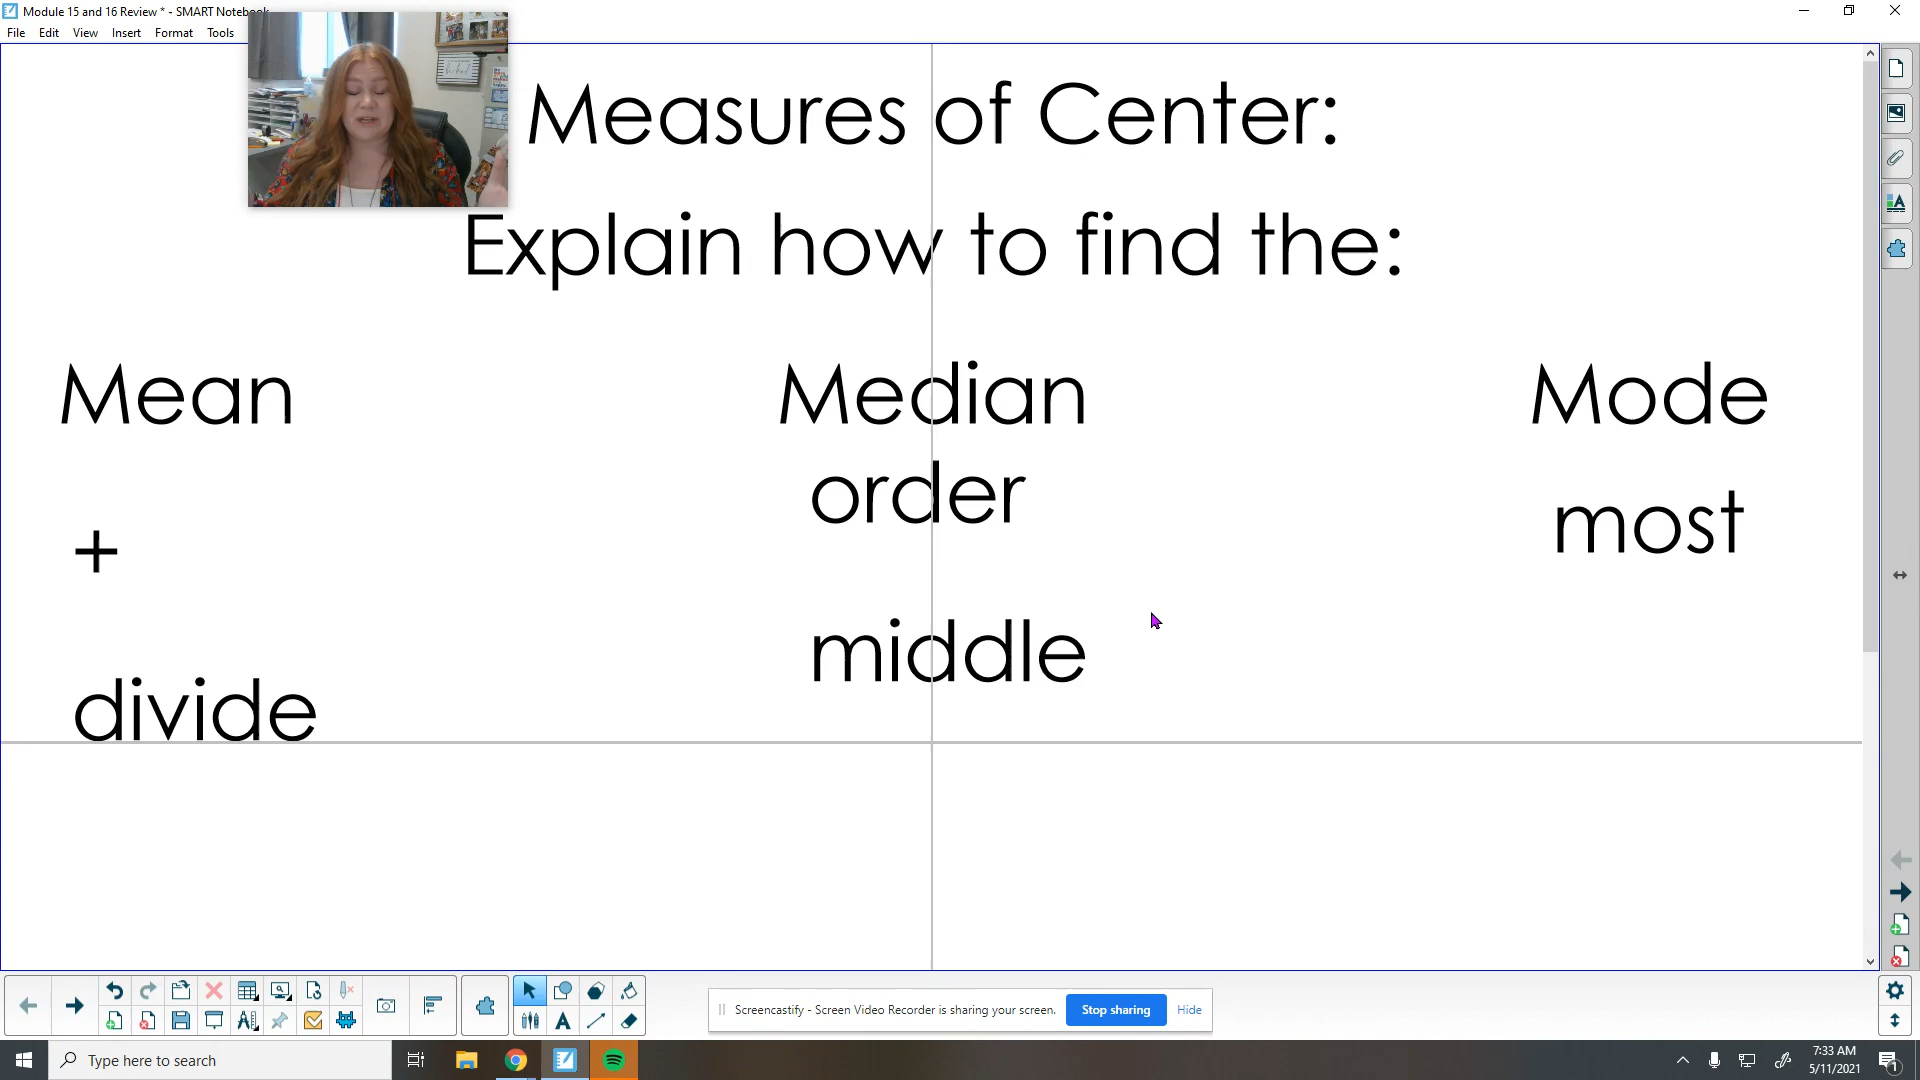 Module 15 and 16 Review * - SMART Notebook
File Edit View Insert Format Tools
Measures of Center:
Explain how to find the:
Mean Median Mode
order
most
+
middle
divide
Screencastify - Screen Video Recorder is sharing your screen. Stop sharing Hide
Type here to search
7:33 AM
5/11/2021
1